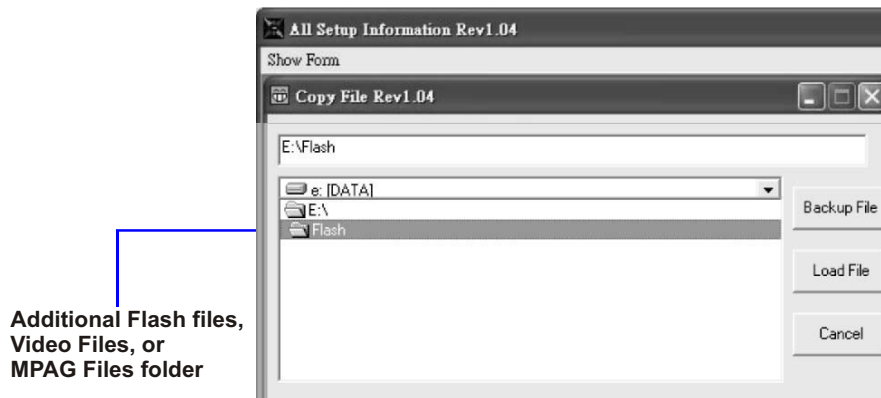 All Setup Information Rev1.04
Show Form
Copy File Rev1.04
E:\Flash
e: [DATA]
E:\
Flash
Backup File
Load File
Cancel
Additional Flash files,
Video Files, or
MPAG Files folder